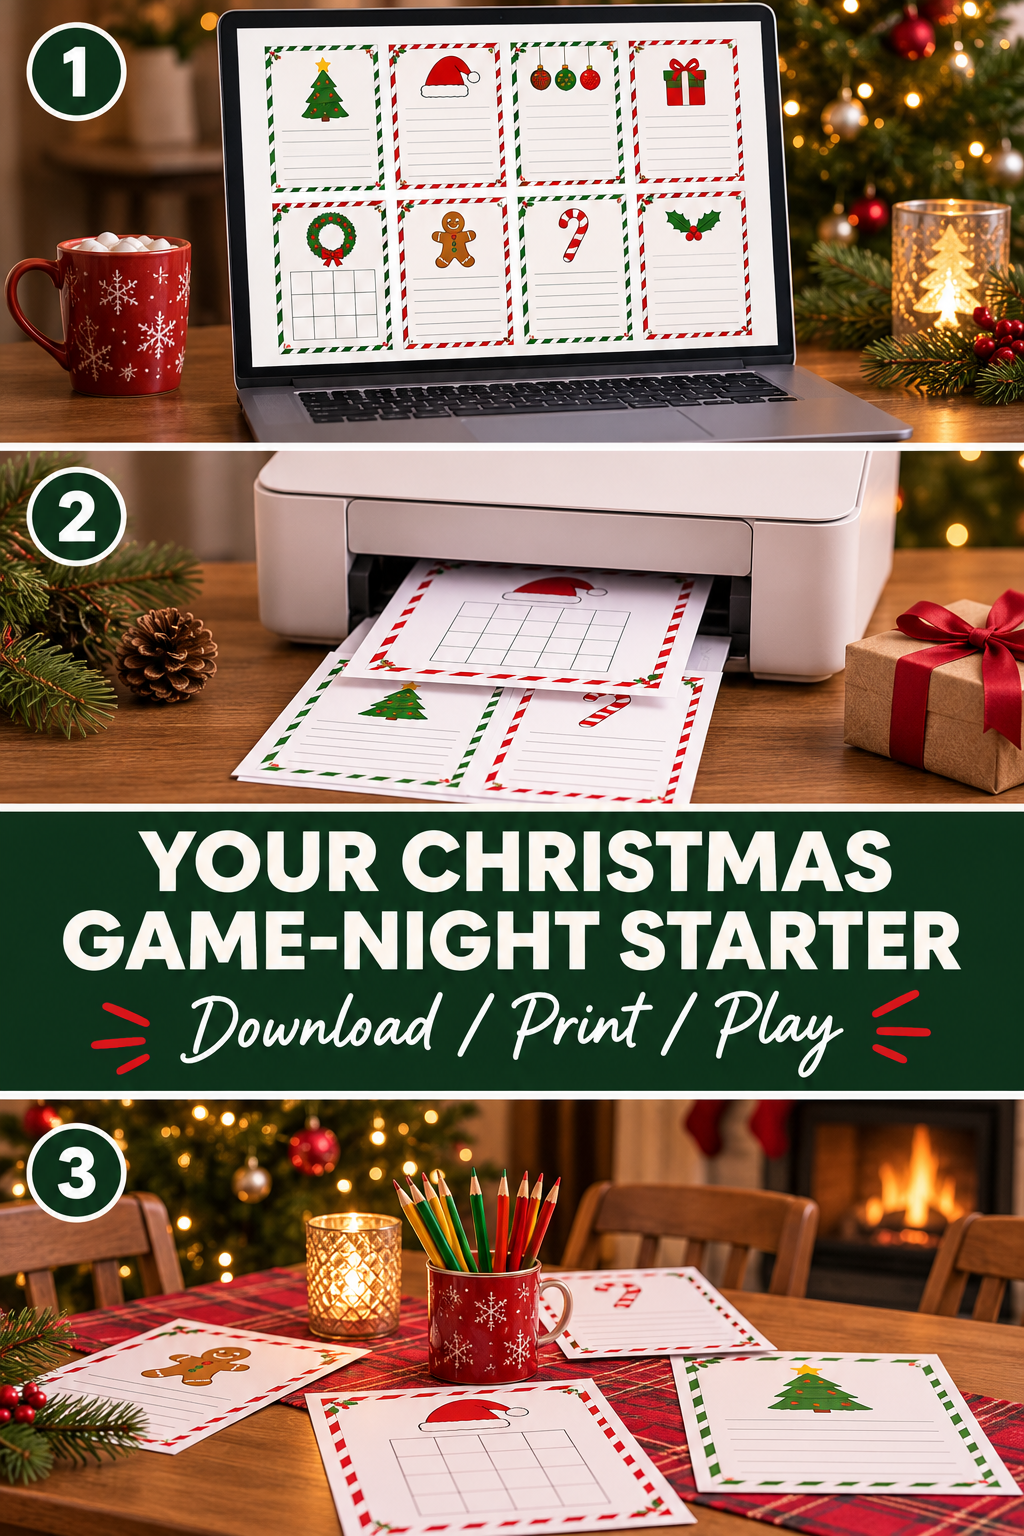 1
2
YOUR CHRISTMAS
GAME-NIGHT STARTER
Download / Print / Play
3